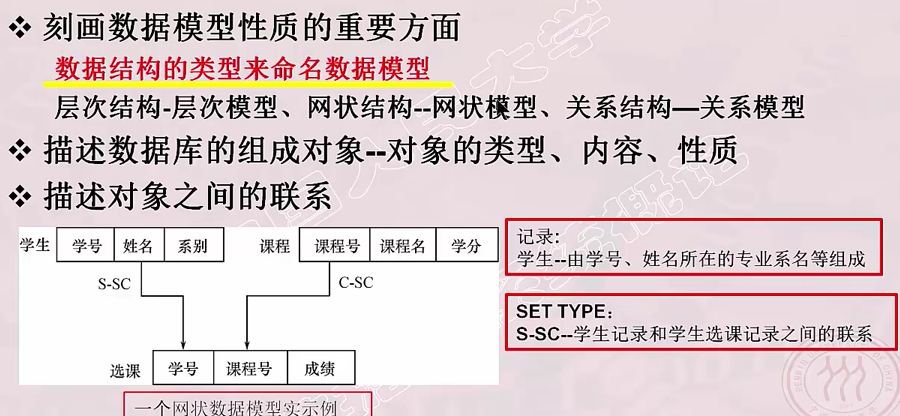 ❖ 刻画数据模型性质的重要方面
数据结构的类型来命名数据模型
层次结构-层次模型、网状结构--网状模型、关系结构—关系模型
❖ 描述数据库的组成对象--对象的类型、内容、性质
❖ 描述对象之间的联系
学生 学号 姓名 系别 课程 课程号 课程名 学分
S-SC C-SC
选课 学号 课程号 成绩
一个网状数据模型实示例
记录:
学生--由学号、姓名所在的专业系名等组成
SET TYPE：
S-SC--学生记录和学生选课记录之间的联系